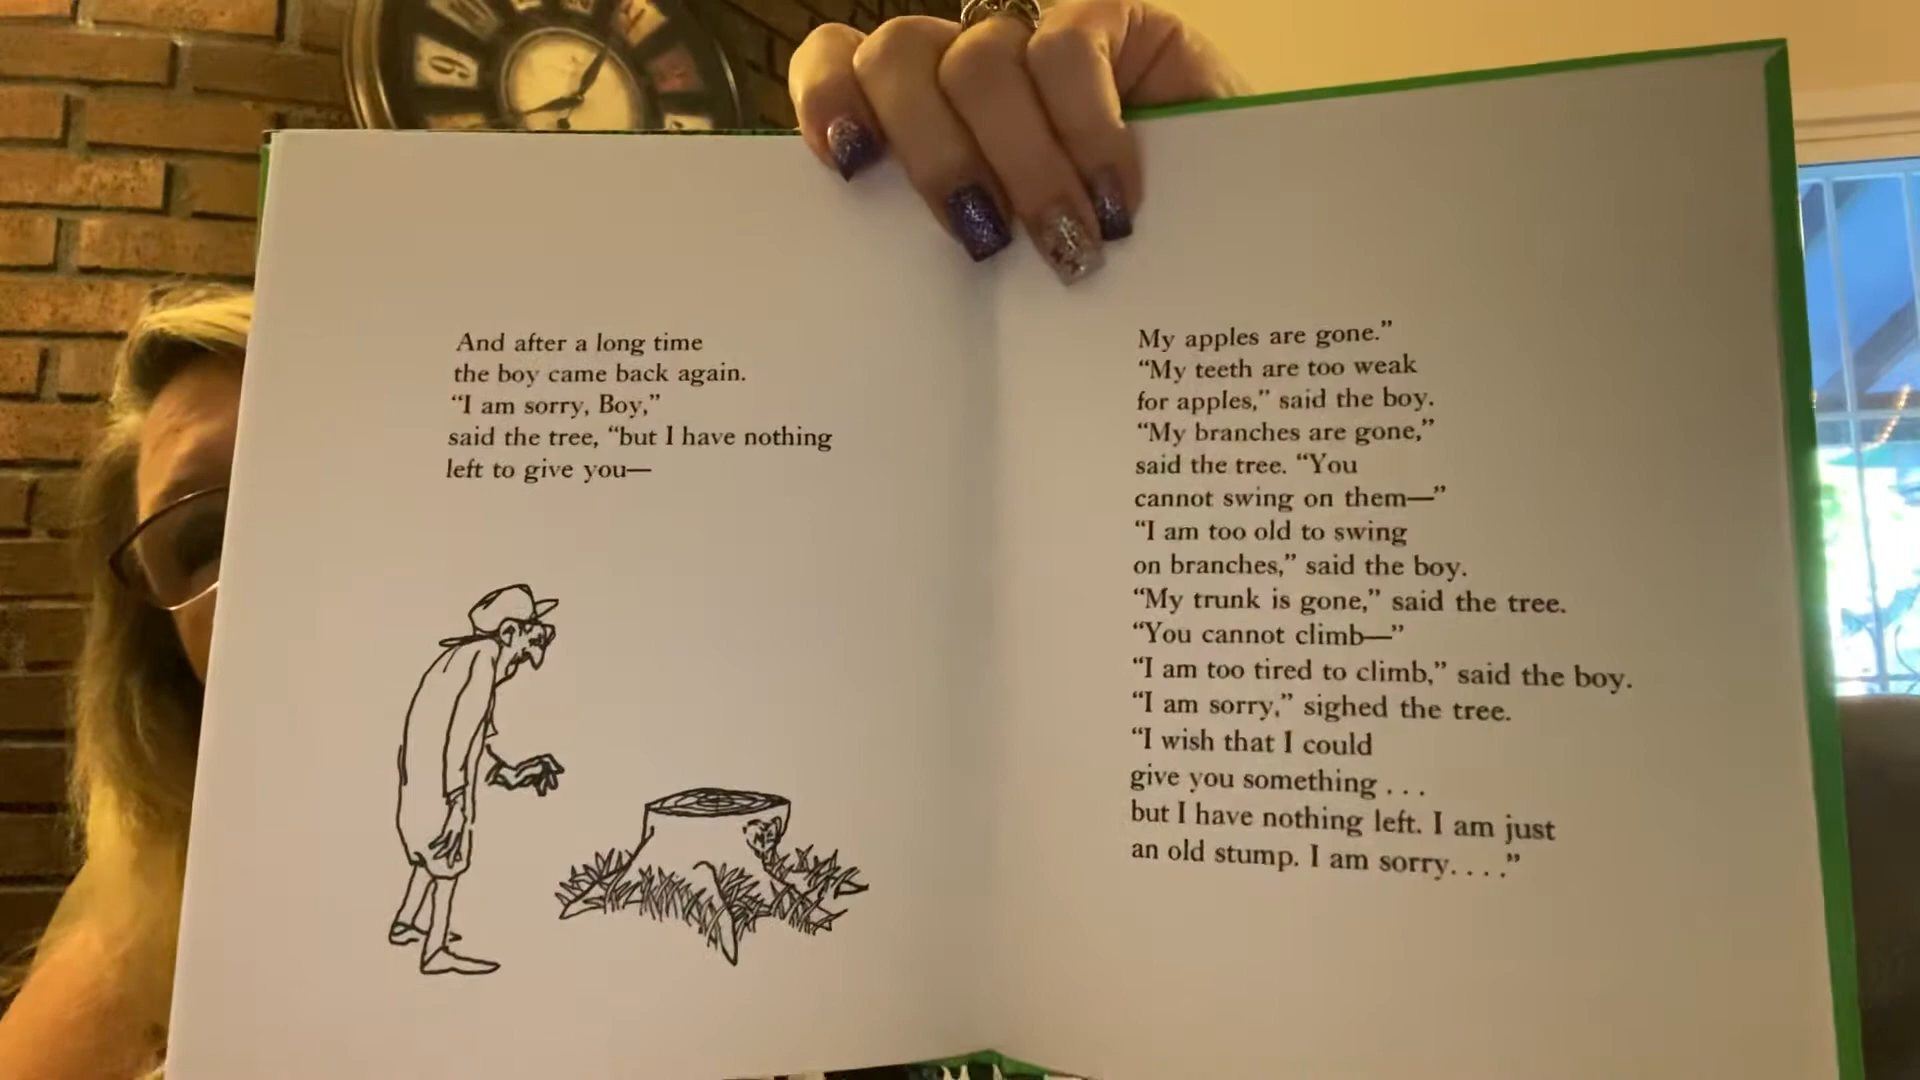 And after a long time
the boy came back again.
“I am sorry, Boy,”
said the tree, “but I have nothing
left to give you—
My apples are gone.”
“My teeth are too weak
for apples,” said the boy.
“My branches are gone,”
said the tree. “You
cannot swing on them—”
“I am too old to swing
on branches,” said the boy.
“My trunk is gone,” said the tree.
“You cannot climb—”
“I am too tired to climb,” said the boy.
“I am sorry,” sighed the tree.
“I wish that I could
give you something . . .
but I have nothing left. I am just
an old stump. I am sorry. . . .”